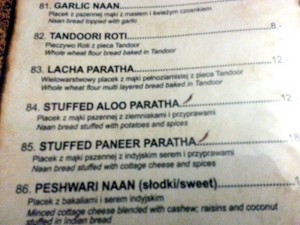 81. GARLIC NAAN
Placek z pszennej mąki z masłem i świeżym czosnkiem
Naan bread topped with garlic
82. TANDOORI ROTI 8.-
Pieczywo Roti z pieca Tandoor
Whole wheat flour bread baked in Tandoor
83. LACHA PARATHA 12
Wielowarstwowy placek z mąki pełnoziarnistej z pieca Tandoor
Whole wheat flour multi layered bread baked in Tandoor
84. STUFFED ALOO PARATHA 12
Placek z mąki pszennej z ziemniakami i przyprawami
Naan bread stuffed with potatoes and spices
85. STUFFED PANEER PARATHA 18
Placek z mąki pszennej z indyjskim serem i przyprawami
Naan bread stuffed with cottage cheese and spices
86. PESHWARI NAAN (słodki/sweet)
Placek z bakaliami i serem indyjskim
Minced cottage cheese blended with cashew, raisins and coconut
stuffed in Indian bread